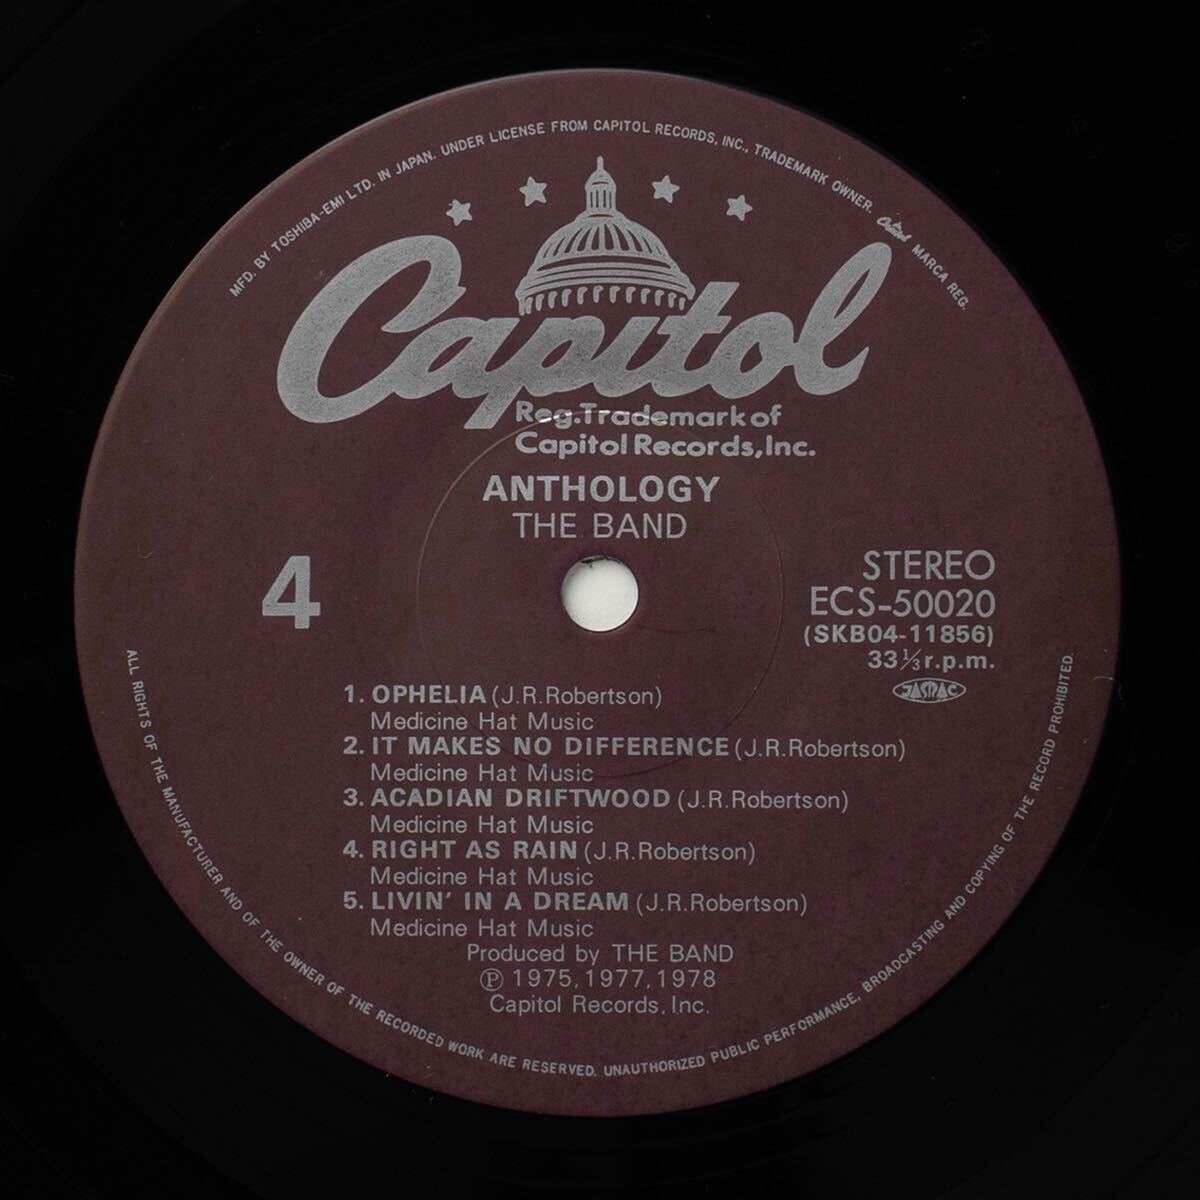 MFD. BY TOSHIBA-EMI LTD. IN JAPAN. UNDER LICENSE FROM CAPITOL RECORDS, INC., TRADEMARK OWNER. Capitol MARCA REG.
Capitol
Reg.Trademark of
Capitol Records,Inc.
ANTHOLOGY
THE BAND
4
STEREO
ECS-50020
(SKB04-11856)
33 1/3 r.p.m.
JASRAC
1. OPHELIA (J.R.Robertson)
Medicine Hat Music
2. IT MAKES NO DIFFERENCE (J.R.Robertson)
Medicine Hat Music
3. ACADIAN DRIFTWOOD (J.R.Robertson)
Medicine Hat Music
4. RIGHT AS RAIN (J.R.Robertson)
Medicine Hat Music
5. LIVIN' IN A DREAM (J.R.Robertson)
Medicine Hat Music
Produced by THE BAND
Ⓟ 1975, 1977, 1978
Capitol Records, Inc.
ALL RIGHTS OF THE MANUFACTURER AND OF THE OWNER OF THE RECORDED WORK ARE RESERVED. UNAUTHORIZED PUBLIC PERFORMANCE, BROADCASTING AND COPYING OF THE RECORD PROHIBITED.